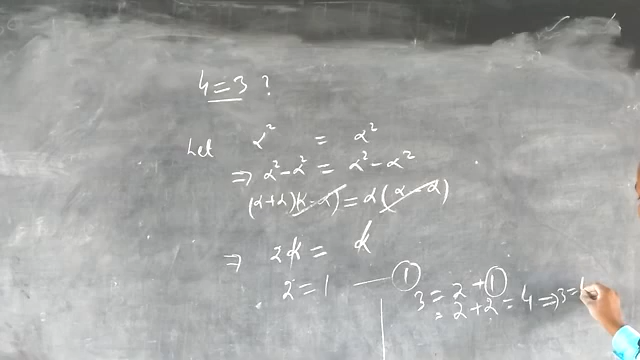 4=3 ?
Let α² = α²
⇒ α²-α² = α²-α²
(α+α)(α-α) = α(α-α)
⇒ 2α = α
2=1 — ①
3 = 2 + ①
= 2+2 = 4 ⇒ 3=